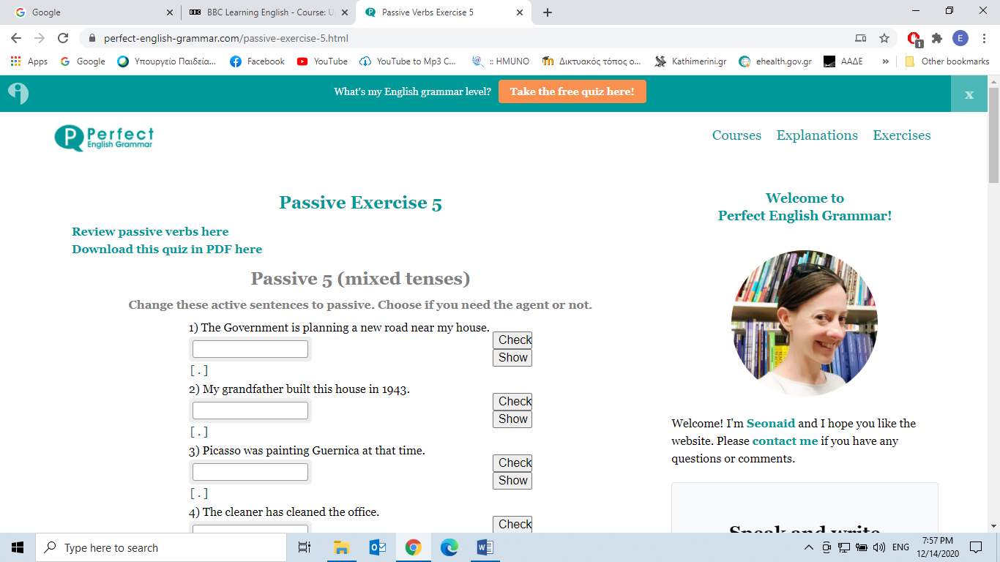 Google
BBC Learning English - Course: U
Passive Verbs Exercise 5
perfect-english-grammar.com/passive-exercise-5.html
1
E
Apps
Google
Υπουργείο Παιδεία...
Facebook
YouTube
YouTube to Mp3 C...
:: HMUNO
Δικτυακός τόπος ο...
Kathimerini.gr
ehealth.gov.gr
ΑΑΔΕ
»
Other bookmarks
What's my English grammar level?
Take the free quiz here!
x
Perfect
English Grammar
Courses
Explanations
Exercises
Passive Exercise 5
Review passive verbs here
Download this quiz in PDF here
Passive 5 (mixed tenses)
Change these active sentences to passive. Choose if you need the agent or not.
1) The Government is planning a new road near my house.
Check
Show
[ . ]
2) My grandfather built this house in 1943.
Check
Show
[ . ]
3) Picasso was painting Guernica at that time.
Check
Show
[ . ]
4) The cleaner has cleaned the office.
Check
Welcome to
Perfect English Grammar!
Welcome! I'm Seonaid and I hope you like the
website. Please contact me if you have any
questions or comments.
Speak and write
Type here to search
ENG
7:57 PM
12/14/2020